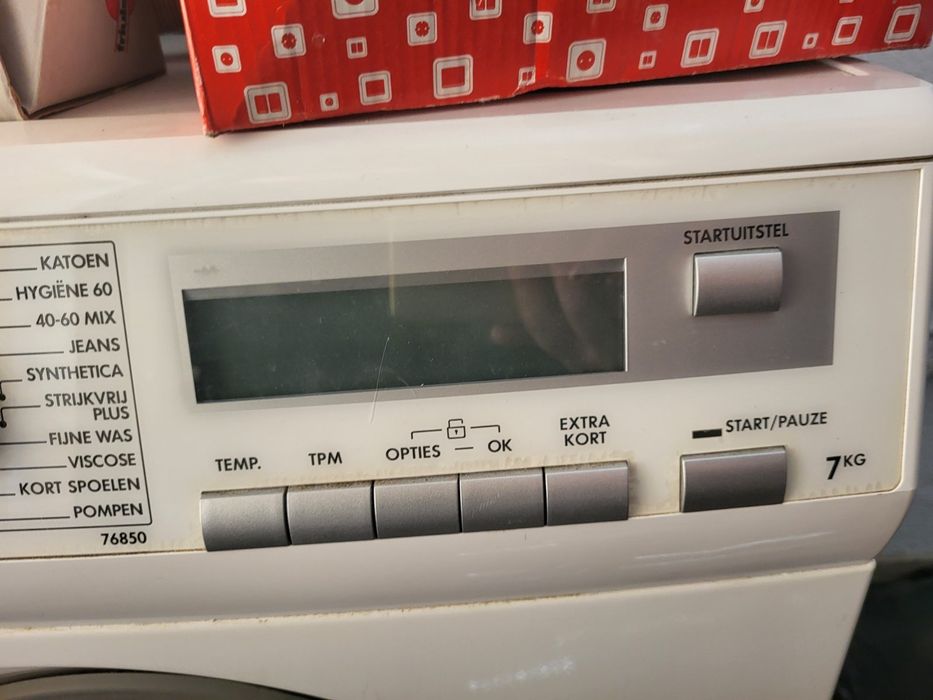 KATOEN
HYGIËNE 60
40-60 MIX
JEANS
SYNTHETICA
STRIJKVRIJ
PLUS
FIJNE WAS
VISCOSE
KORT SPOELEN
POMPEN
76850
STARTUITSTEL
TEMP.
TPM
OPTIES
OK
EXTRA
KORT
START/PAUZE
7KG